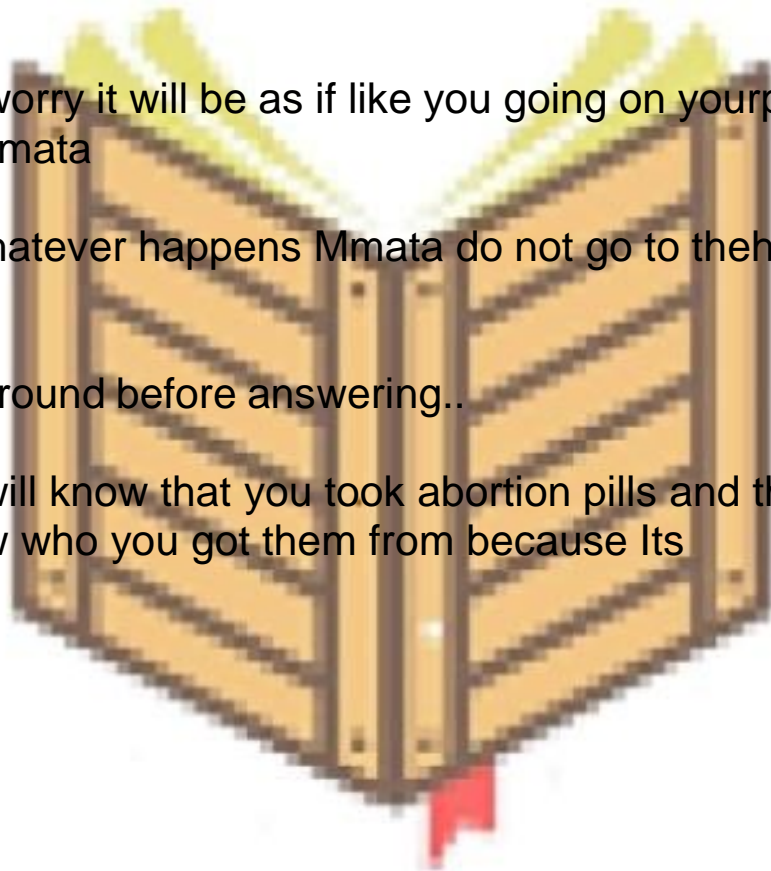 worry it will be as if like you going on yourp
mata
hatever happens Mmata do not go to theh
round before answering..
will know that you took abortion pills and th
w who you got them from because Its